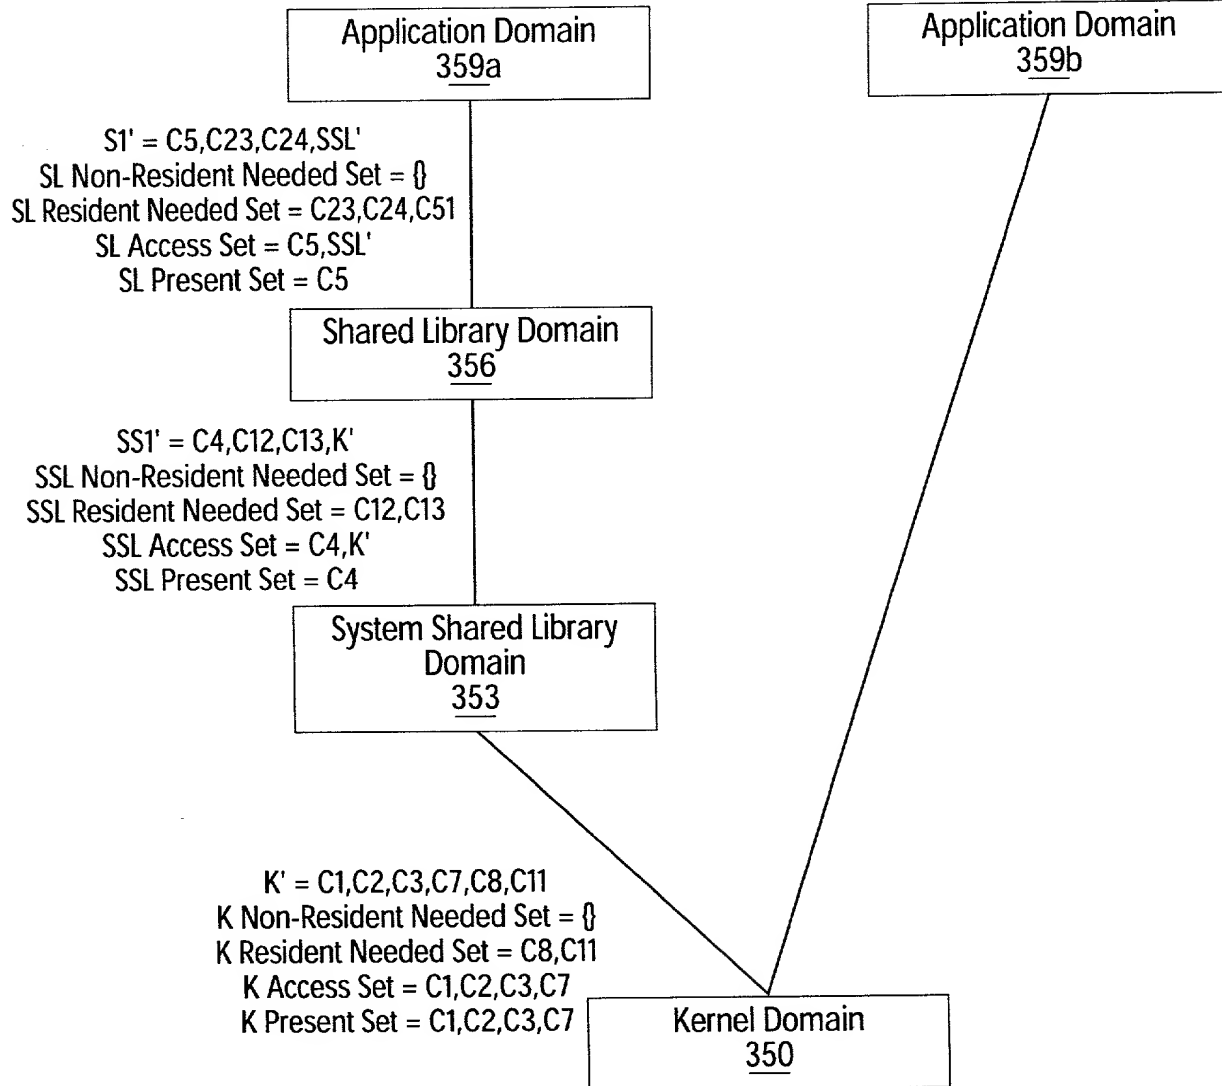 Application Domain
359a
Application Domain
359b
S1' = C5,C23,C24,SSL'
SL Non-Resident Needed Set = {}
SL Resident Needed Set = C23,C24,C51
SL Access Set = C5,SSL'
SL Present Set = C5
Shared Library Domain
356
SS1' = C4,C12,C13,K'
SSL Non-Resident Needed Set = {}
SSL Resident Needed Set = C12,C13
SSL Access Set = C4,K'
SSL Present Set = C4
System Shared Library
Domain
353
K' = C1,C2,C3,C7,C8,C11
K Non-Resident Needed Set = {}
K Resident Needed Set = C8,C11
K Access Set = C1,C2,C3,C7
K Present Set = C1,C2,C3,C7
Kernel Domain
350